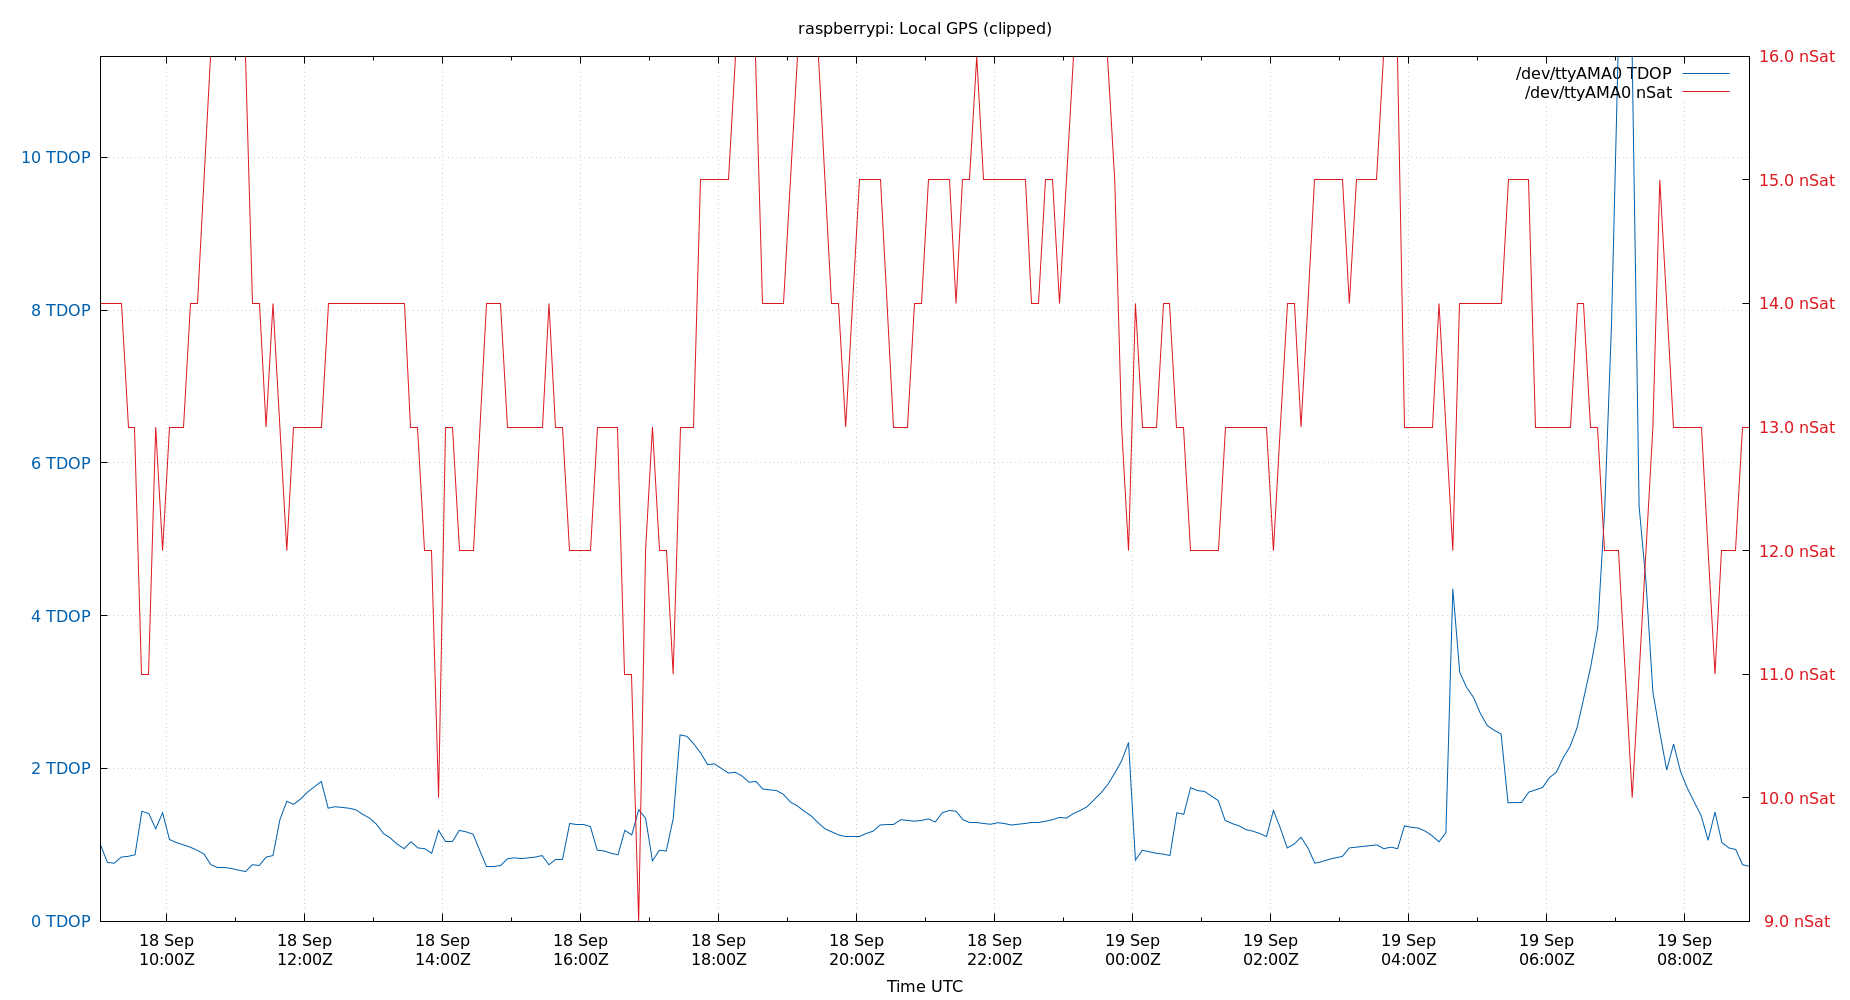 raspberrypi: Local GPS (clipped)
/dev/ttyAMA0 TDOP
/dev/ttyAMA0 nSat
10 TDOP
8 TDOP
6 TDOP
4 TDOP
2 TDOP
0 TDOP
16.0 nSat
15.0 nSat
14.0 nSat
13.0 nSat
12.0 nSat
11.0 nSat
10.0 nSat
9.0 nSat
18 Sep
10:00Z
18 Sep
12:00Z
18 Sep
14:00Z
18 Sep
16:00Z
18 Sep
18:00Z
18 Sep
20:00Z
18 Sep
22:00Z
19 Sep
00:00Z
19 Sep
02:00Z
19 Sep
04:00Z
19 Sep
06:00Z
19 Sep
08:00Z
Time UTC